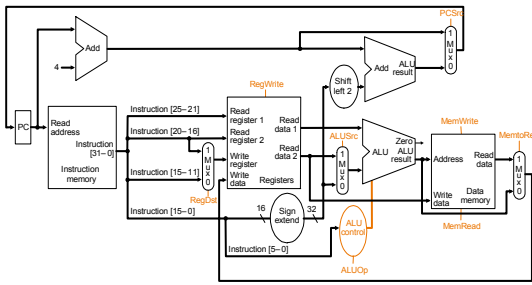 PCSrc
1
M
u
x
0
Add
4
Add
ALU
result
Shift
left 2
RegWrite
PC
Read
address
Instruction
[31–0]
Instruction
memory
Instruction [25–21]
Instruction [20–16]
Instruction [15–11]
Instruction [15–0]
Instruction [5–0]
1
M
u
x
0
RegDst
Read
register 1
Read
register 2
Write
register
Write
data
Read
data 1
Read
data 2
Registers
ALUSrc
1
M
u
x
0
ALU
Zero
ALU
result
MemWrite
Address
Write
data
Read
data
Data
memory
MemRead
MemtoRe
1
M
u
x
0
16
Sign
extend
32
ALU
control
ALUOp